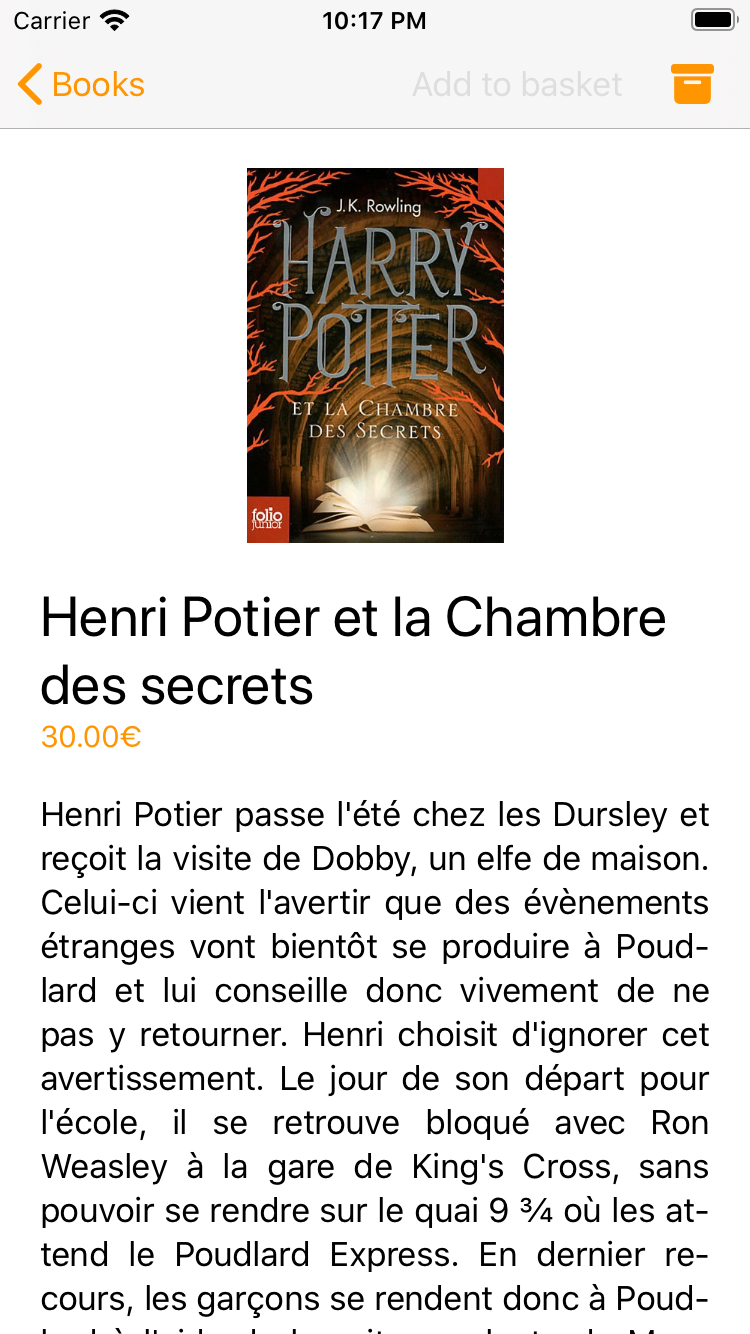 Carrier
10:17 PM
Books
Add to basket
J.K. Rowling
HARRY
POTTER
ET LA CHAMBRE
DES SECRETS
folio
junior
Henri Potier et la Chambre
des secrets
30.00€
Henri Potier passe l'été chez les Dursley et
reçoit la visite de Dobby, un elfe de maison.
Celui-ci vient l'avertir que des évènements
étranges vont bientôt se produire à Poud-
lard et lui conseille donc vivement de ne
pas y retourner. Henri choisit d'ignorer cet
avertissement. Le jour de son départ pour
l'école, il se retrouve bloqué avec Ron
Weasley à la gare de King's Cross, sans
pouvoir se rendre sur le quai 9 ¾ où les at-
tend le Poudlard Express. En dernier re-
cours, les garçons se rendent donc à Poud-